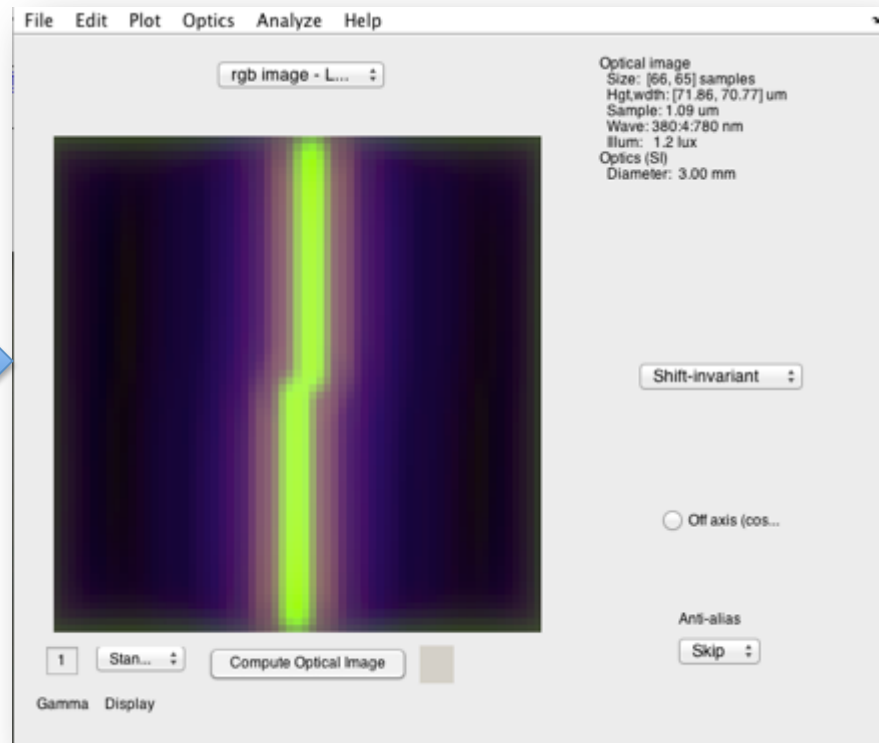 File Edit Plot Optics Analyze Help
rgb image - L...
Optical image
Size: [66, 65] samples
Hgt,wdth: [71.86, 70.77] um
Sample: 1.09 um
Wave: 380:4:780 nm
Illum: 1.2 lux
Optics (SI)
Diameter: 3.00 mm
Shift-invariant
Off axis (cos...
Anti-alias
Skip
1 Stan... Compute Optical Image
Gamma Display